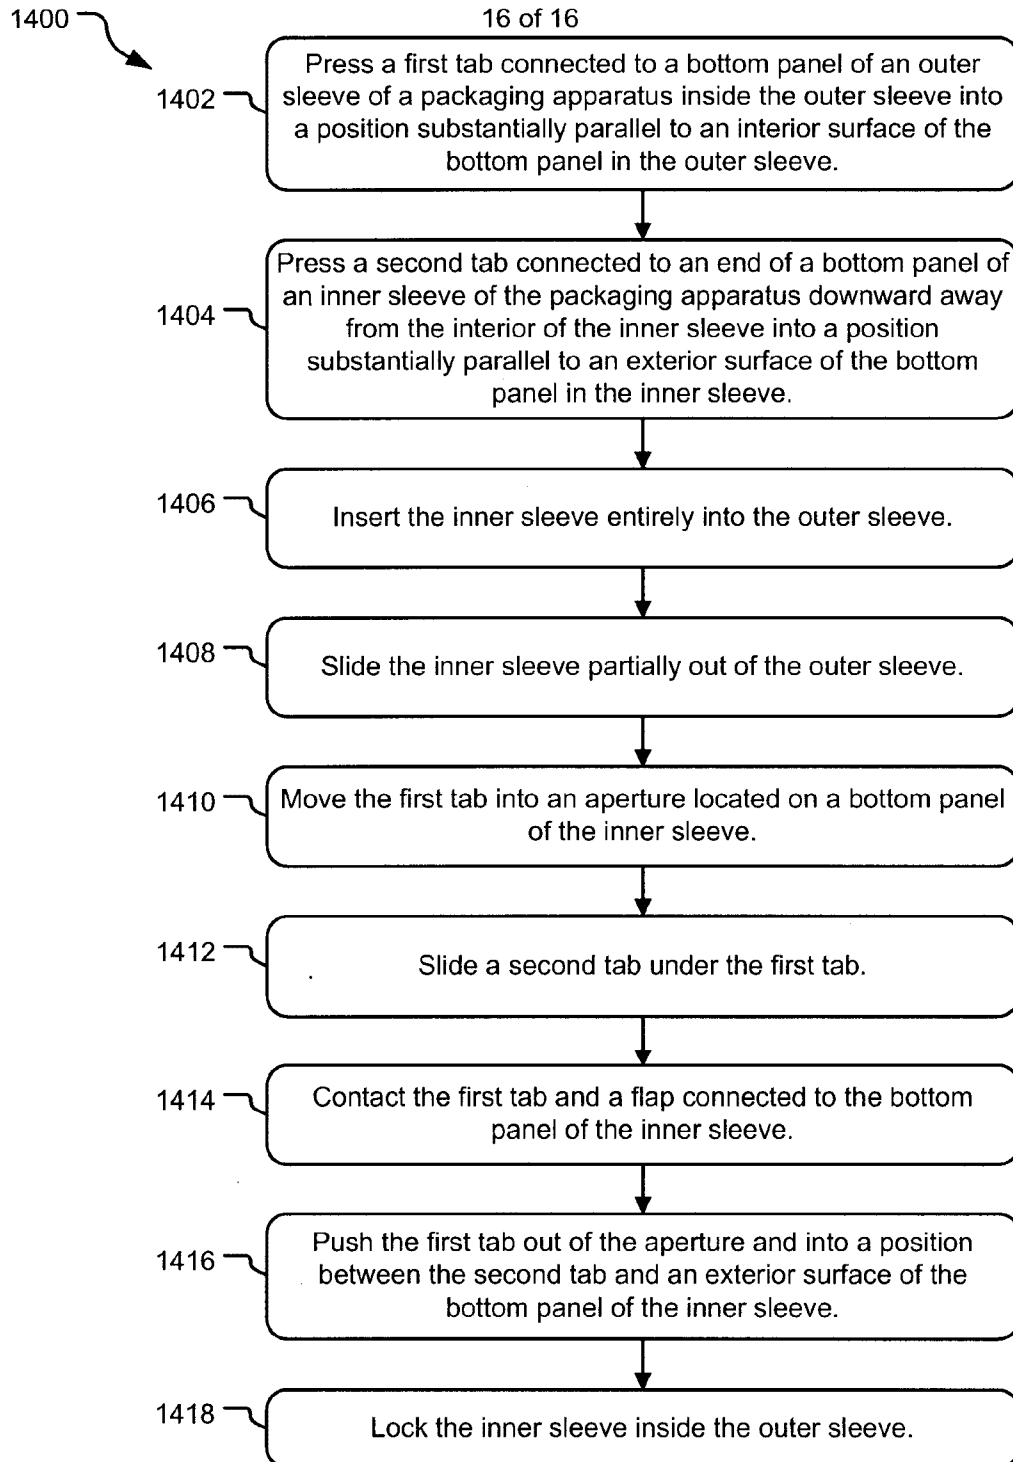 1400
16 of 16
1402
Press a first tab connected to a bottom panel of an outer
sleeve of a packaging apparatus inside the outer sleeve into
a position substantially parallel to an interior surface of the
bottom panel in the outer sleeve.
1404
Press a second tab connected to an end of a bottom panel of
an inner sleeve of the packaging apparatus downward away
from the interior of the inner sleeve into a position
substantially parallel to an exterior surface of the bottom
panel in the inner sleeve.
1406
Insert the inner sleeve entirely into the outer sleeve.
1408
Slide the inner sleeve partially out of the outer sleeve.
1410
Move the first tab into an aperture located on a bottom panel
of the inner sleeve.
1412
Slide a second tab under the first tab.
1414
Contact the first tab and a flap connected to the bottom
panel of the inner sleeve.
1416
Push the first tab out of the aperture and into a position
between the second tab and an exterior surface of the
bottom panel of the inner sleeve.
1418
Lock the inner sleeve inside the outer sleeve.